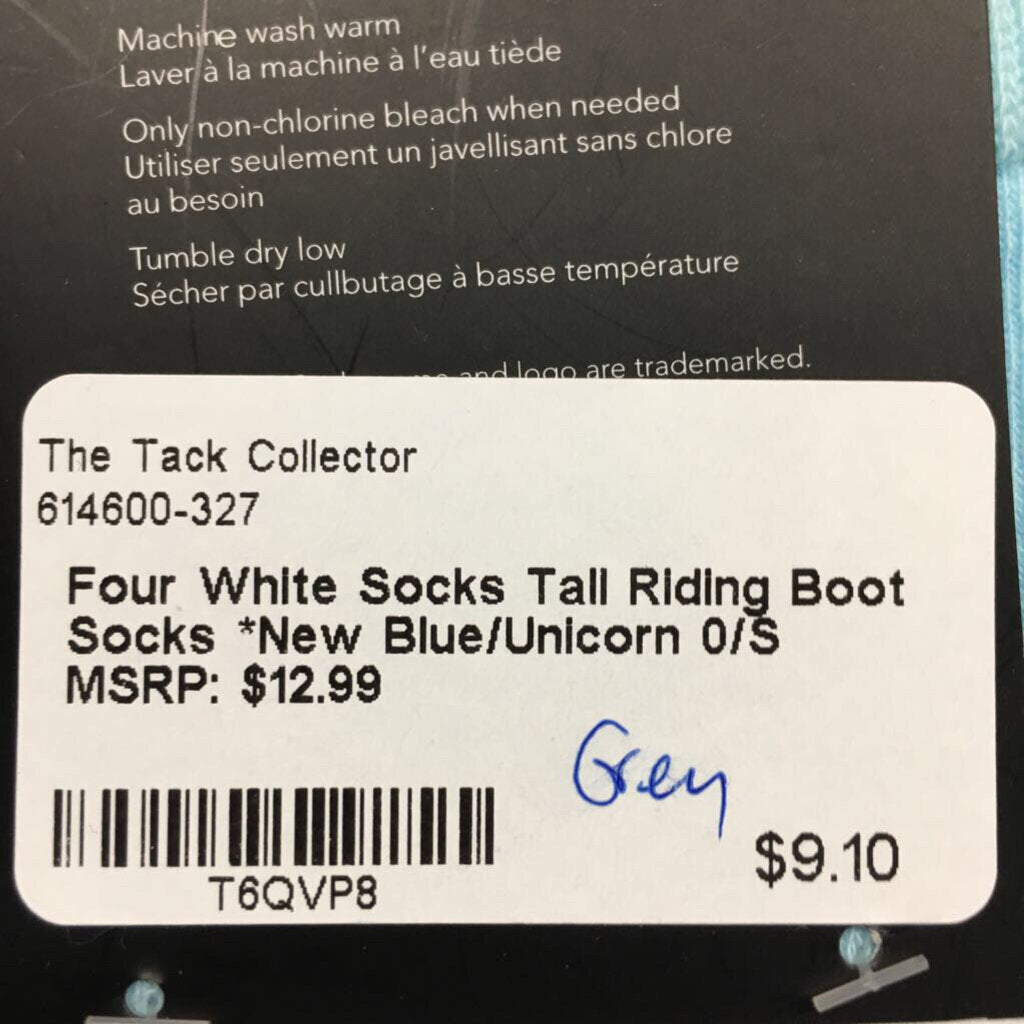 Machine wash warm
Laver à la machine à l'eau tiède
Only non-chlorine bleach when needed
Utiliser seulement un javellisant sans chlore
au besoin
Tumble dry low
Sécher par cullbutage à basse température
and logo are trademarked.
The Tack Collector
614600-327
Four White Socks Tall Riding Boot
Socks *New Blue/Unicorn O/S
MSRP: $12.99
Grey
$9.10
T6QVP8